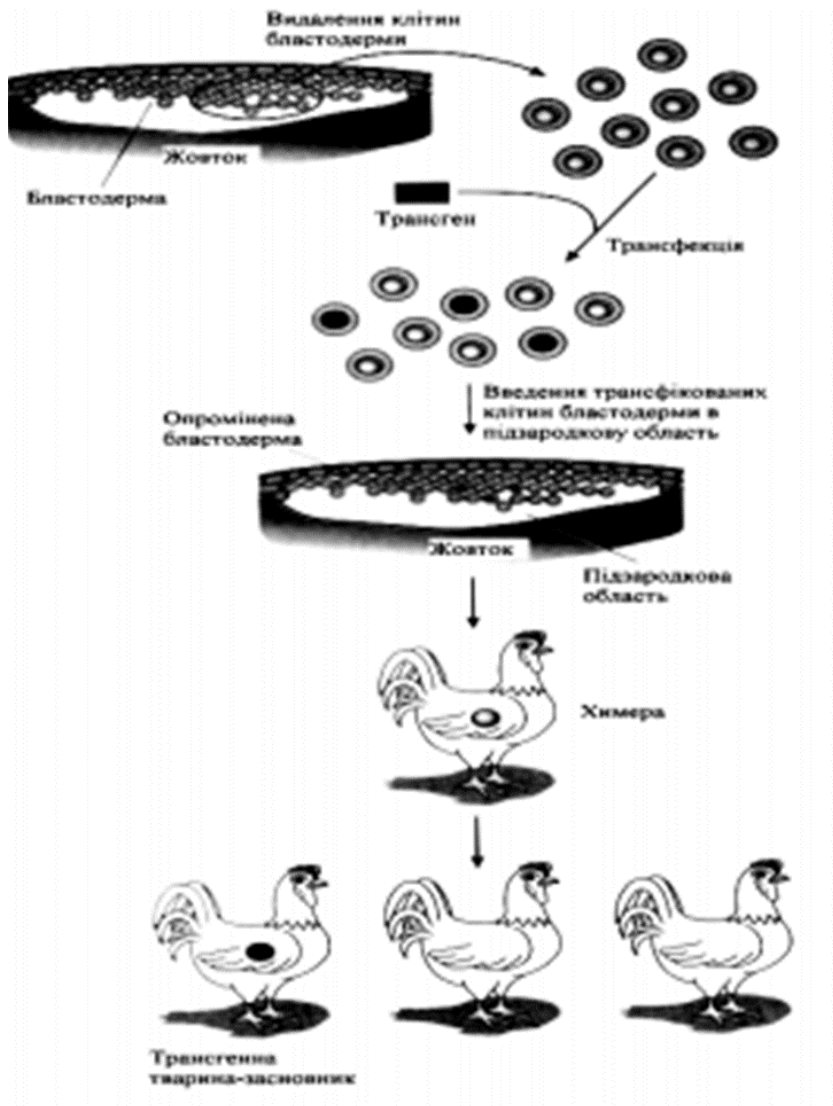 Видалення клітин
бластодерми
Жовток
Бластодерма
Трансген
Трансфекція
Введення трансфікованих
клітин бластодерми в
підзародкову область
Опромінена
бластодерма
Жовток
Підзародкова
область
Химера
Трансгенна
тварина-засновник